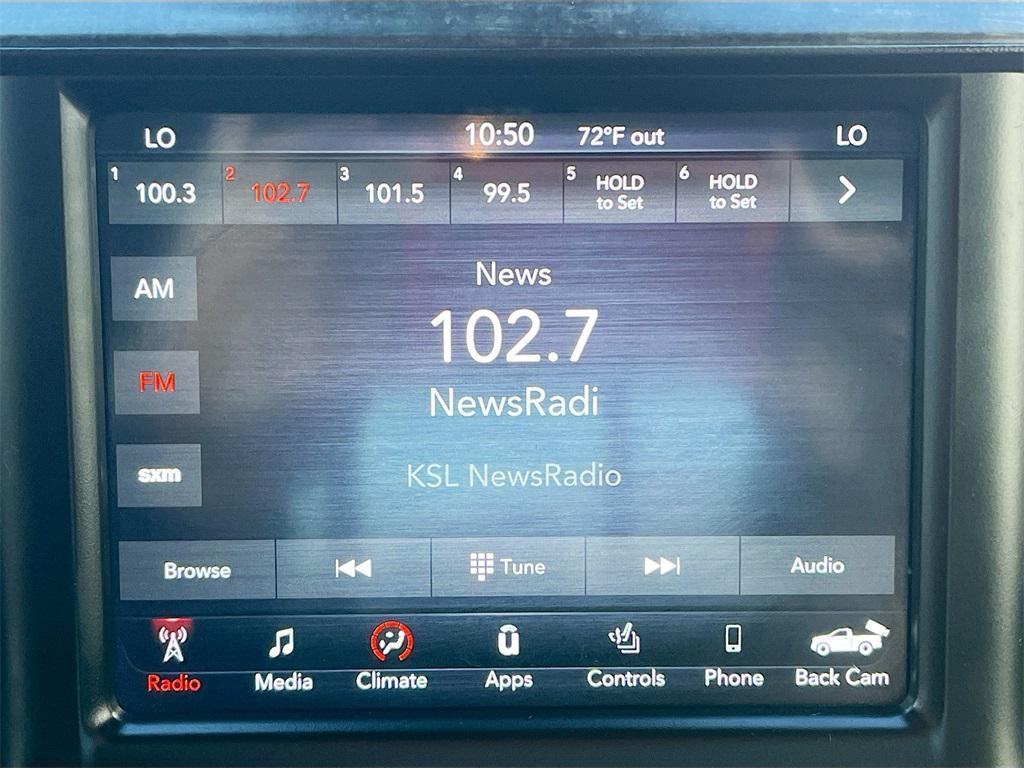 LO 10:50 72°F out LO
1 100.3 2 102.7 3 101.5 4 99.5 5 HOLD to Set 6 HOLD to Set
News
AM
102.7
FM
NewsRadi
sxm
KSL NewsRadio
Browse Tune Audio
Radio Media Climate Apps Controls Phone Back Cam